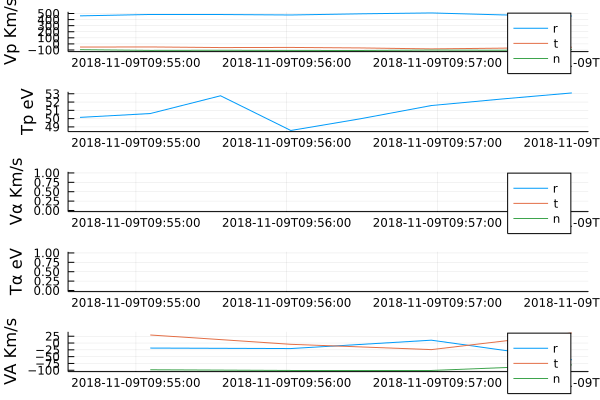 Vp Km/s
500
400
300
200
100
0
−100
r
t
n
2018-11-09T09:55:00
2018-11-09T09:56:00
2018-11-09T09:57:00
-09T
Tp eV
53
52
51
50
49
2018-11-09T09:55:00
2018-11-09T09:56:00
2018-11-09T09:57:00
2018-11-09T
Vα Km/s
1.00
0.75
0.50
0.25
0.00
r
t
n
2018-11-09T09:55:00
2018-11-09T09:56:00
2018-11-09T09:57:00
-09T
Tα eV
1.00
0.75
0.50
0.25
0.00
2018-11-09T09:55:00
2018-11-09T09:56:00
2018-11-09T09:57:00
2018-11-09T
VA Km/s
25
0
−25
−50
−75
−100
r
t
n
2018-11-09T09:55:00
2018-11-09T09:56:00
2018-11-09T09:57:00
-09T